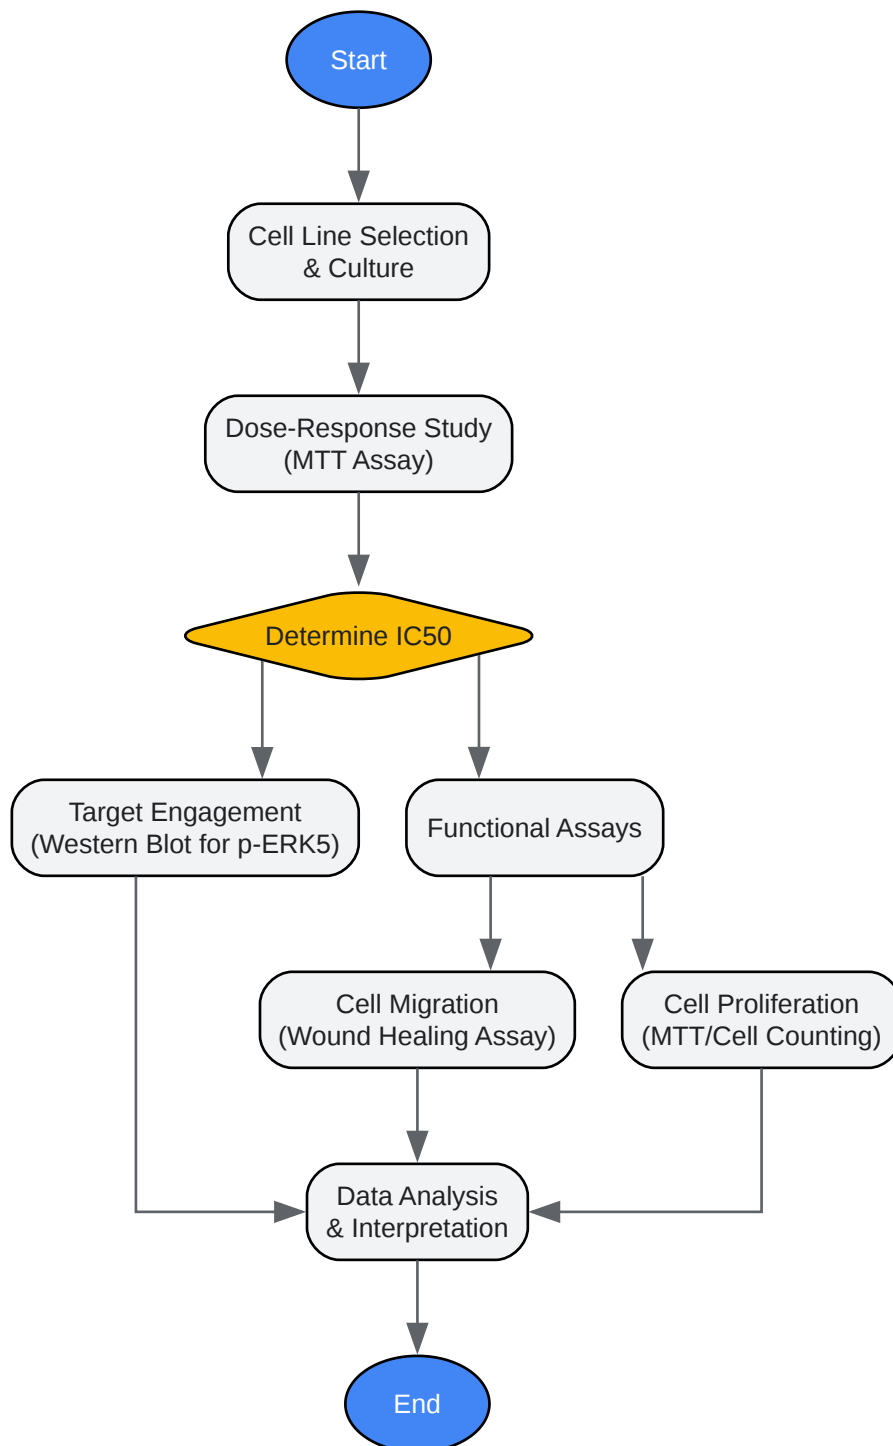 Start
Cell Line Selection
& Culture
Dose-Response Study
(MTT Assay)
Determine IC50
Target Engagement
(Western Blot for p-ERK5)
Functional Assays
Cell Migration
(Wound Healing Assay)
Cell Proliferation
(MTT/Cell Counting)
Data Analysis
& Interpretation
End